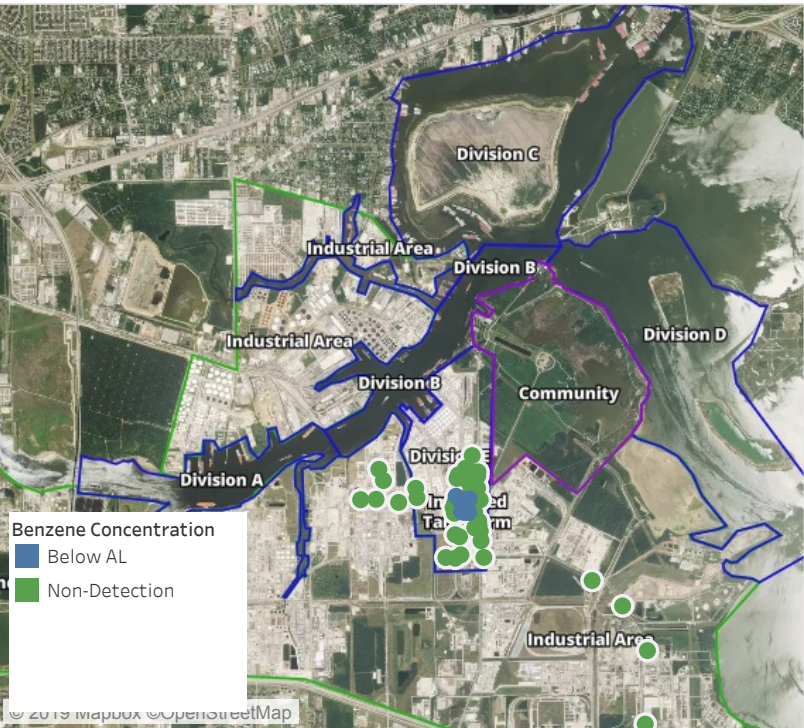 Division C
Industrial Area
Division B
Division D
Industrial Area
Division B
Community
Division A
Benzene Concentration
Below AL
Non-Detection
Industrial Area
© 2019 Mapbox ©OpenStreetMap